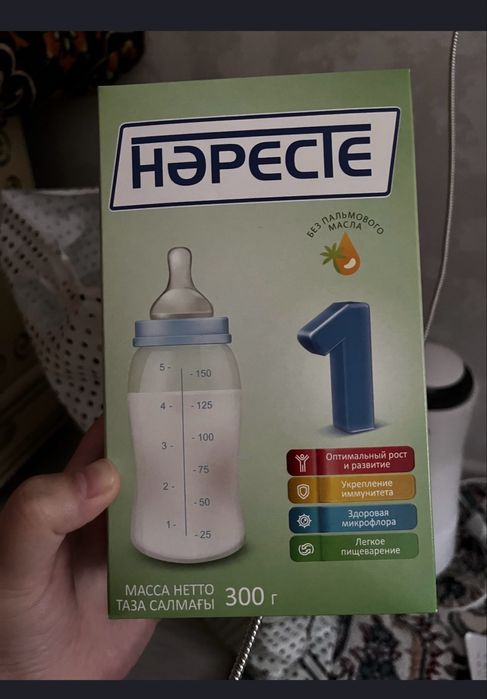 НӘРЕСТЕ
БЕЗ ПАЛЬМОВОГО
МАСЛА
1
5 -
- 150
4 -
- 125
3 -
- 100
- 75
2 -
- 50
1 -
- 25
Оптимальный рост
и развитие
Укрепление
иммунитета
Здоровая
микрофлора
Легкое
пищеварение
МАССА НЕТТО
ТАЗА САЛМАҒЫ 300 г